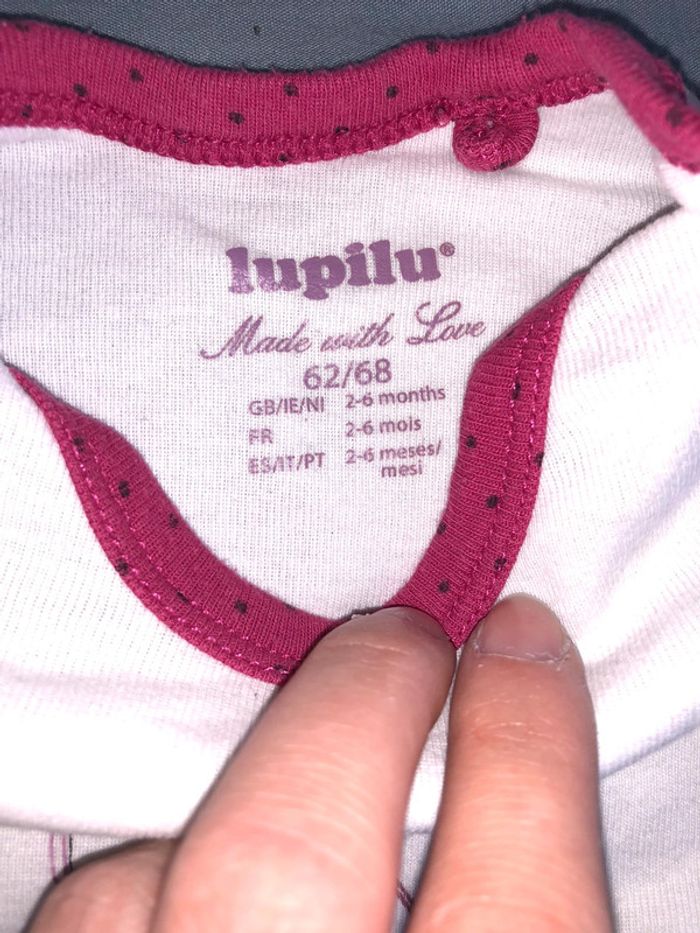 lupilu®
Made with Love
62/68
GB/IE/NI 2-6 months
FR 2-6 mois
ES/IT/PT 2-6 meses/
mesi